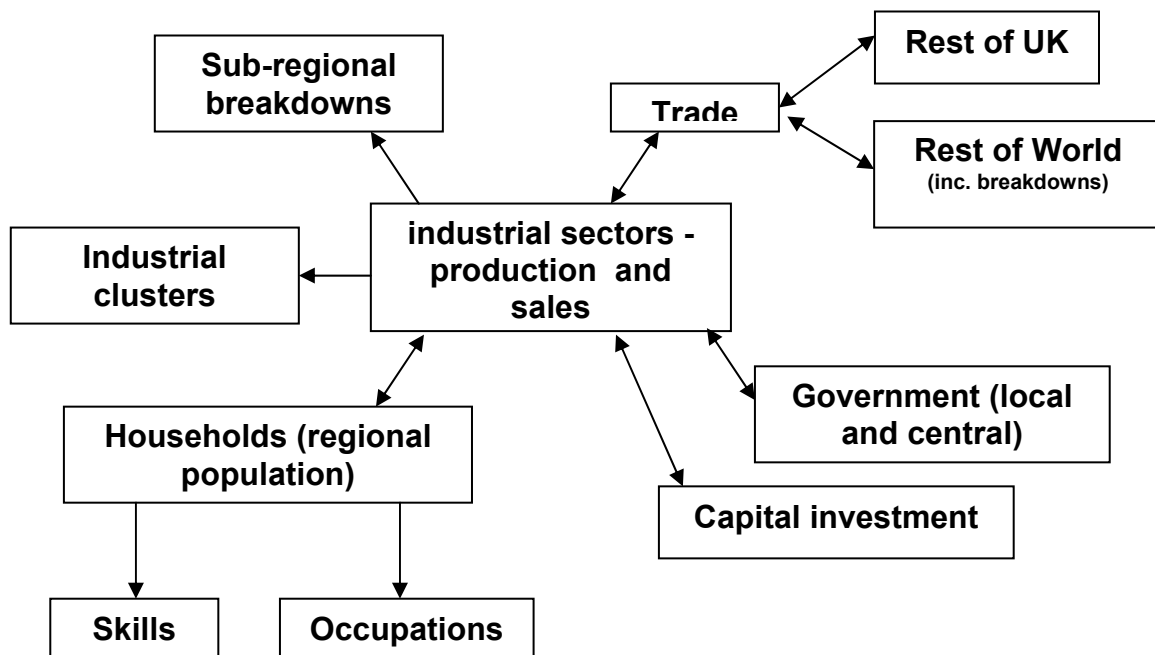 Sub-regional
breakdowns
Rest of UK
Trade
Rest of World
(inc. breakdowns)
industrial sectors -
production and
sales
Industrial
clusters
Government (local
and central)
Households (regional
population)
Capital investment
Skills
Occupations